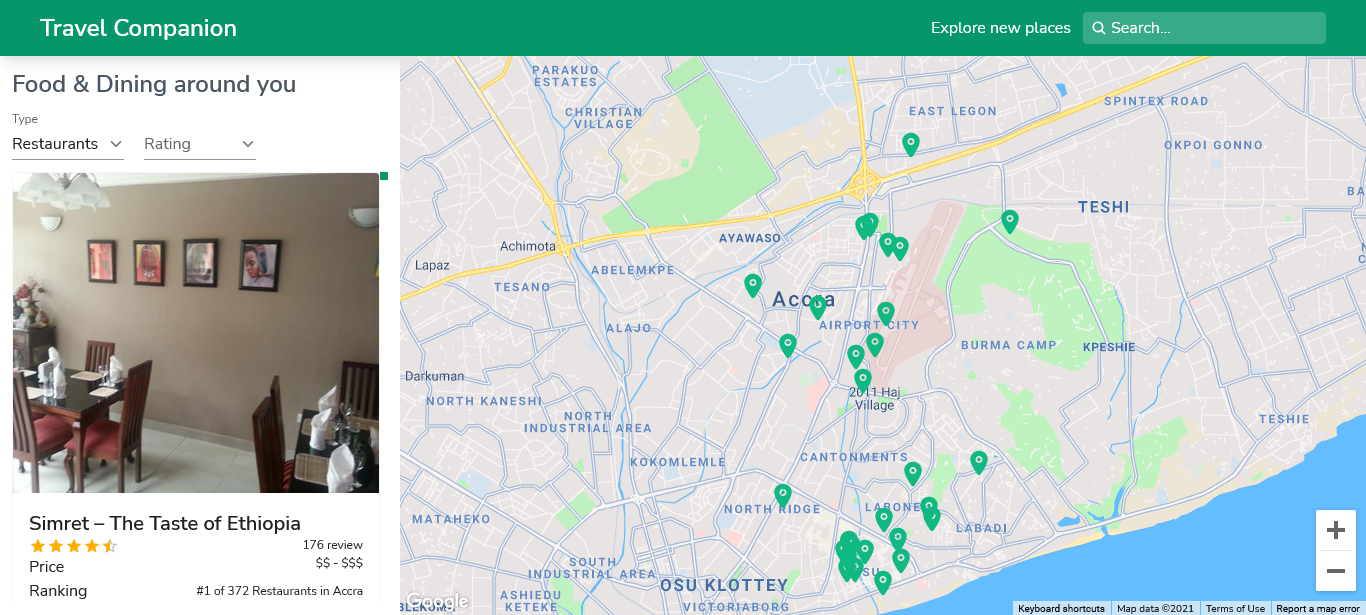 Travel Companion
Explore new places
Search…
Food & Dining around you
Type
Restaurants
Rating
Simret – The Taste of Ethiopia
176 review
Price
$$ - $$$
Ranking
#1 of 372 Restaurants in Accra
PARAKUO
ESTATES
CHRISTIAN
VILLAGE
EAST LEGON
SPINTEX ROAD
OKPOI GONNO
TESHI
AYAWASO
Achimota
Lapaz
ABELEMKPE
TESANO
Accra
ALAJO
AIRPORT CITY
BURMA CAMP
KPESHIE
Darkuman
2011 Haj
Village
NORTH KANESHI
NORTH
INDUSTRIAL AREA
TESHIE
KOKOMLEMLE
CANTONMENTS
MATAHEKO
NORTH RIDGE
LABADI
SOUTH
INDUSTRIAL AREA
OSU KLOTTEY
ASHIEDU
KETEKE
VICTORIABORG
Google
Keyboard shortcuts
Map data ©2021
Terms of Use
Report a map error